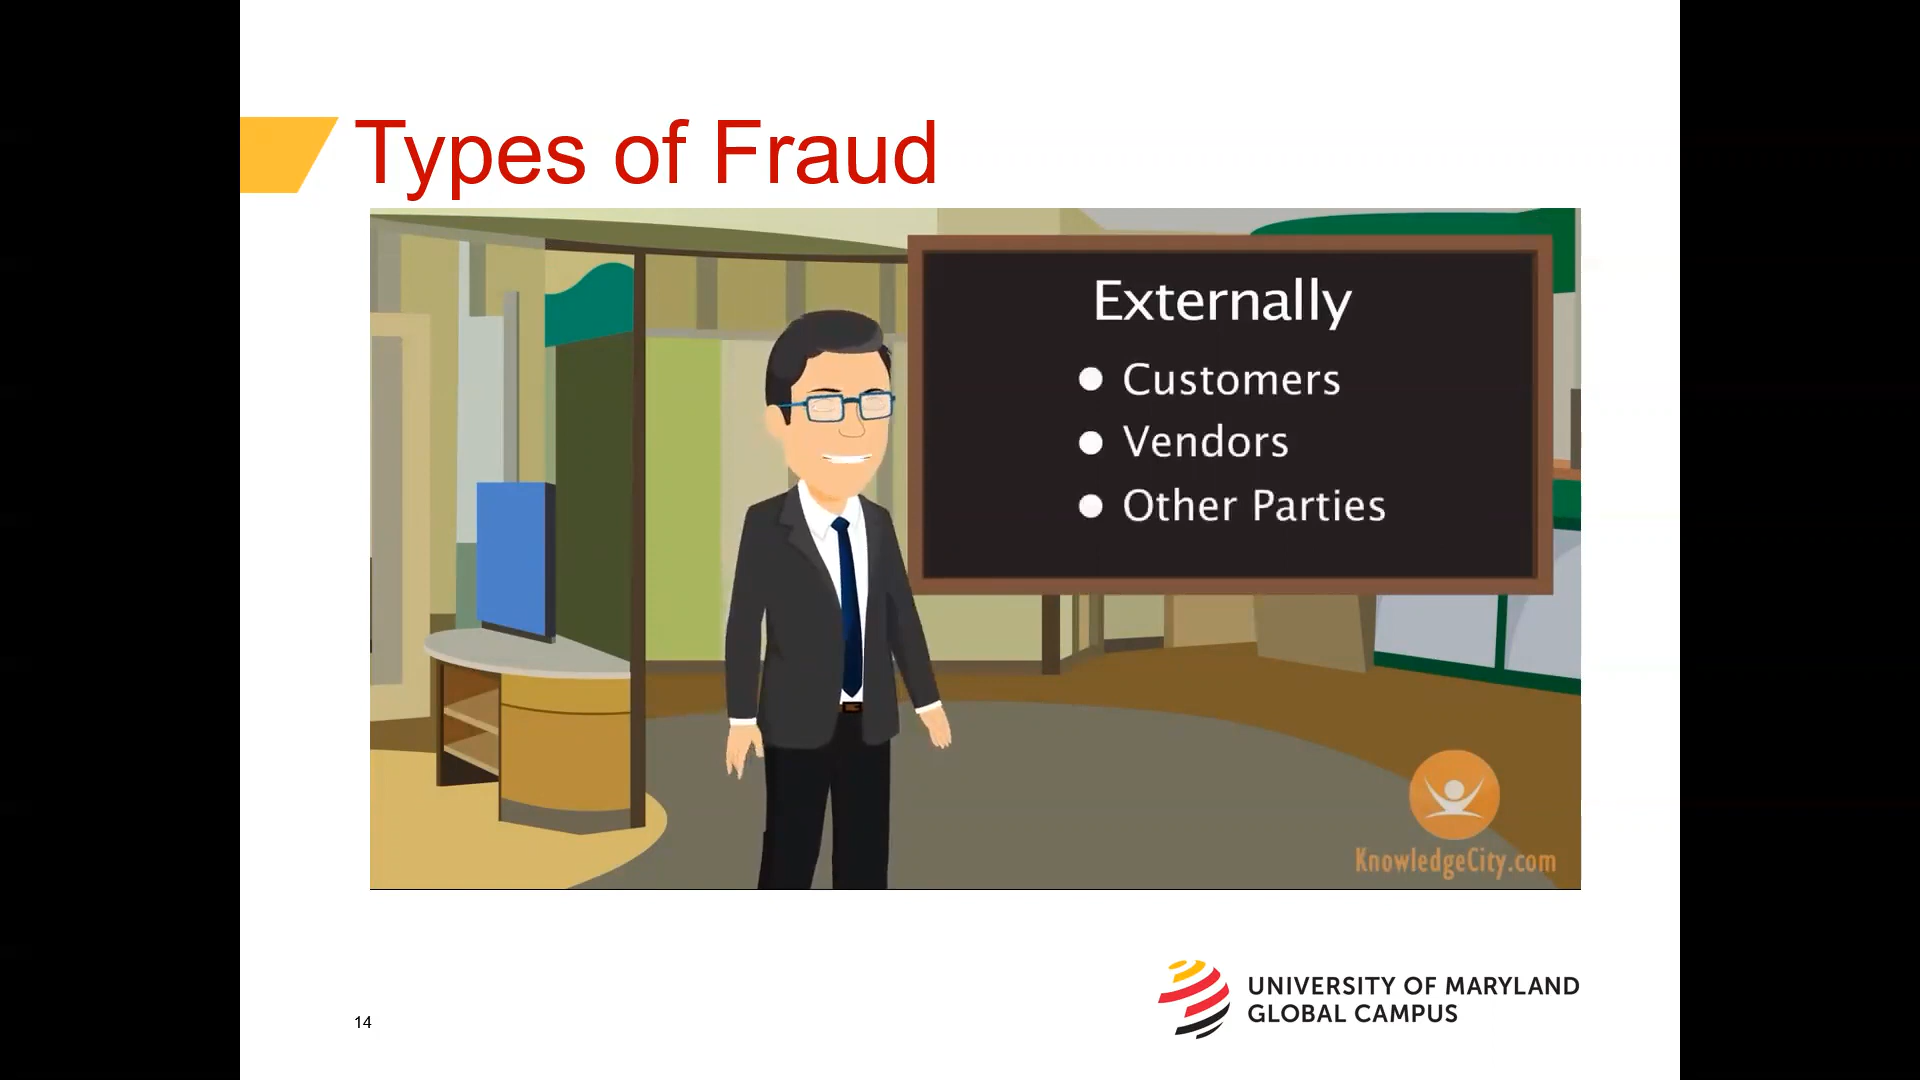 Types of Fraud
Externally
● Customers
● Vendors
● Other Parties
KnowledgeCity.com
UNIVERSITY OF MARYLAND
GLOBAL CAMPUS
14